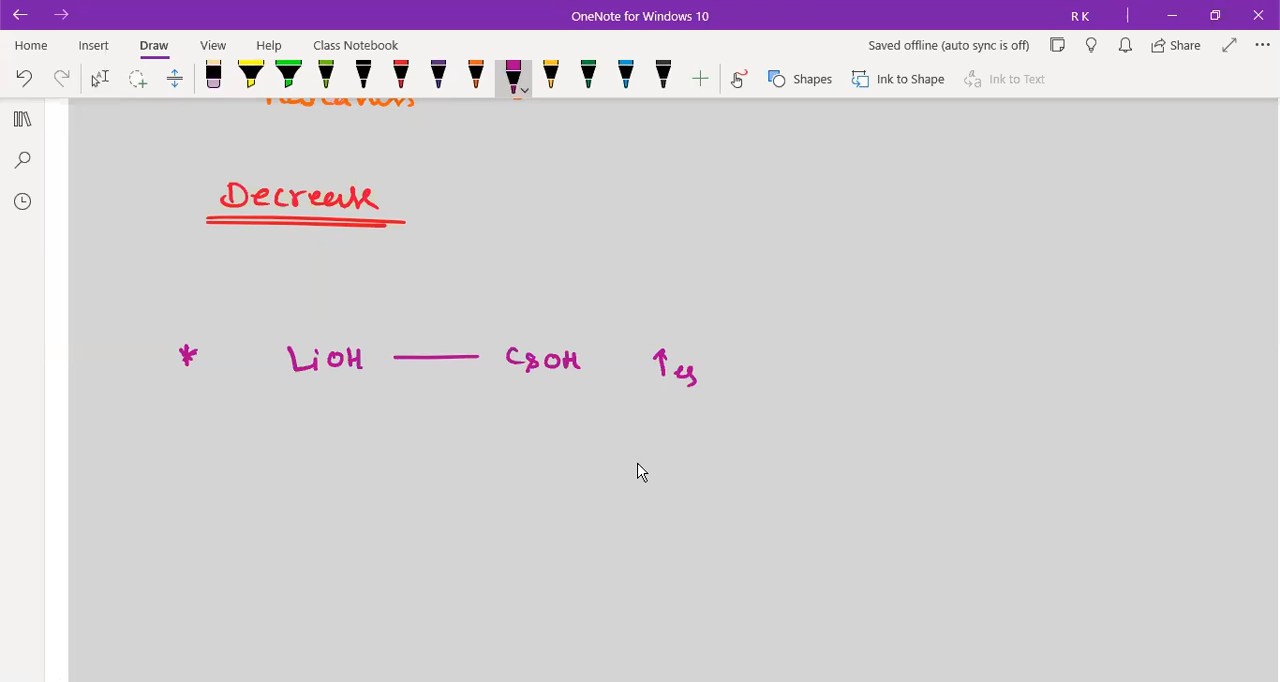 OneNote for Windows 10
R K
Home Insert Draw View Help Class Notebook
Saved offline (auto sync is off)
Share
Shapes
Ink to Shape
Ink to Text
Decrease
* LiOH — CsOH ↑es